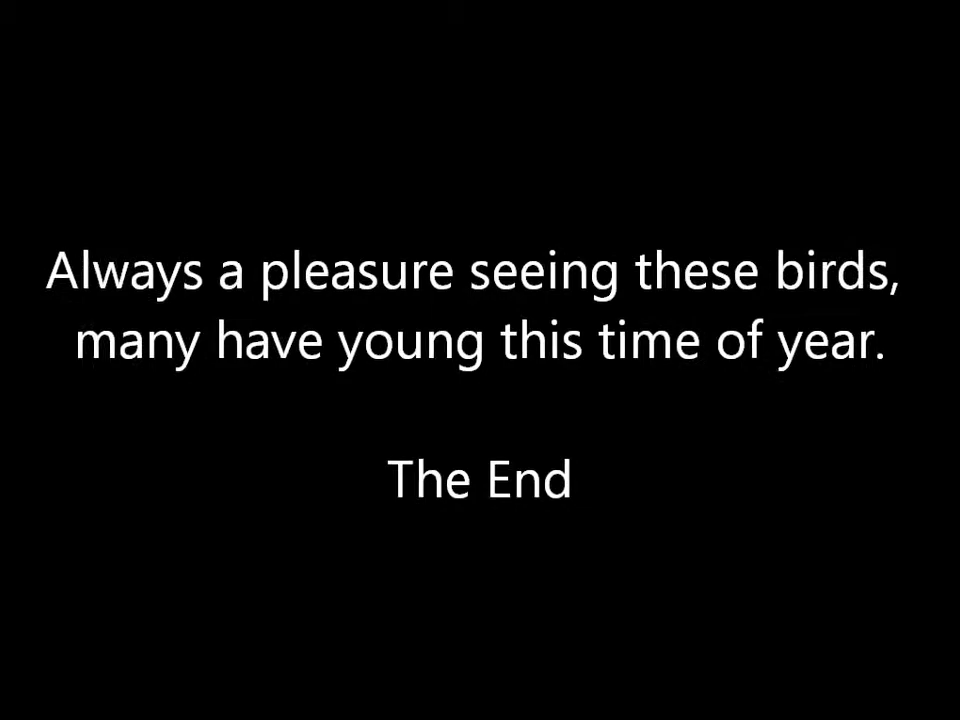 Always a pleasure seeing these birds,
many have young this time of year.
The End